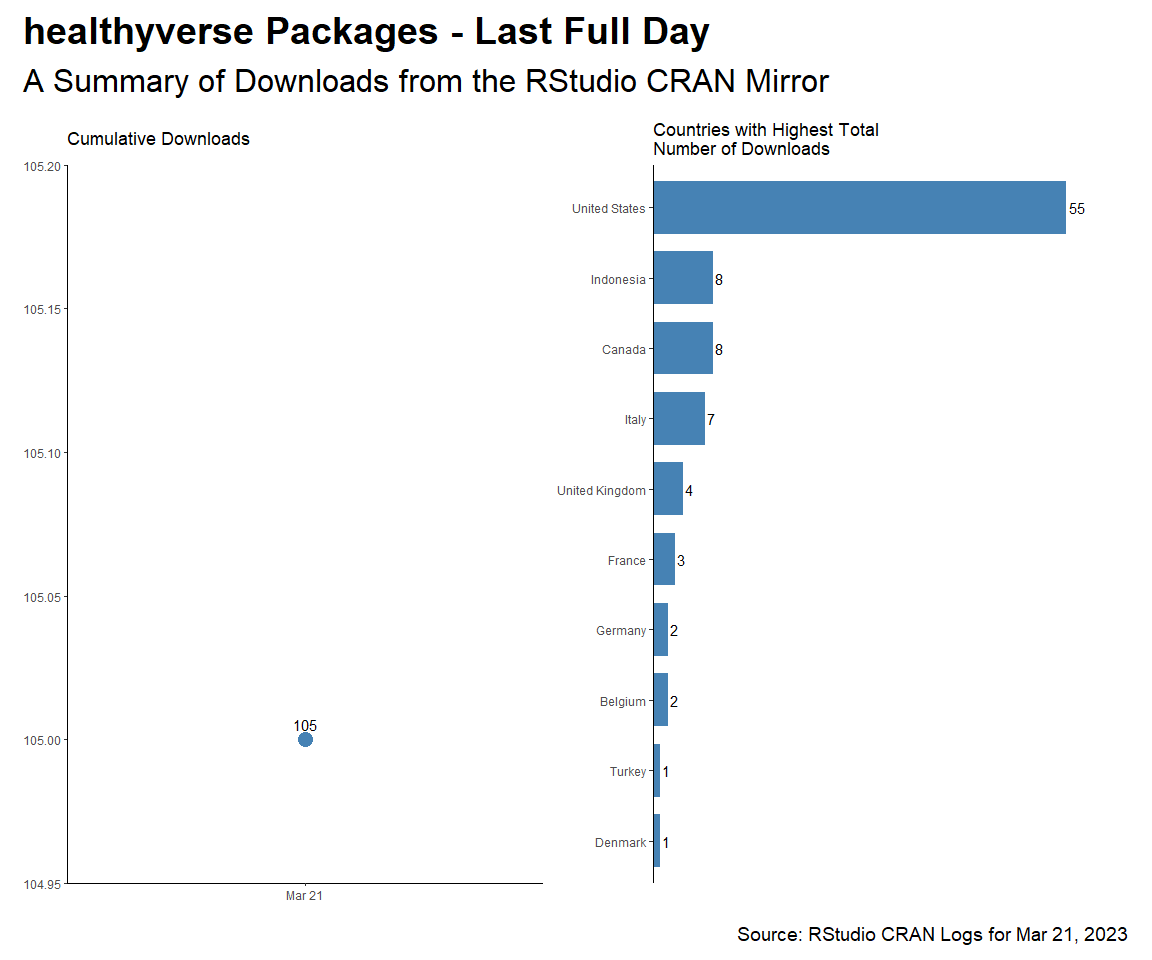 healthyverse Packages - Last Full Day
A Summary of Downloads from the RStudio CRAN Mirror
Cumulative Downloads
105.20
105.15
105.10
105.05
105.00
104.95
105
Mar 21
Countries with Highest Total
Number of Downloads
United States 55
Indonesia 8
Canada 8
Italy 7
United Kingdom 4
France 3
Germany 2
Belgium 2
Turkey 1
Denmark 1
Source: RStudio CRAN Logs for Mar 21, 2023